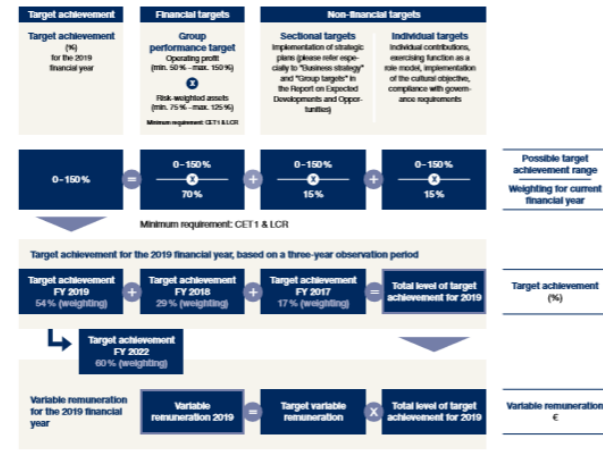 Target achievement
Financial targets
Non-financial targets
Target achievement
(%)
for the 2019
financial year
Group
performance target
Operating profit
(min. 50% - max. 150%)
X
Risk-weighted assets
(min. 75% - max. 125%)
Minimum requirement: CET1 & LCR
Sectional targets
Implementation of strategic
plans (please refer espe-
cially to "Business strategy"
and "Group targets" in
the Report on Expected
Developments and Oppor-
tunities)
Individual targets
Individual contributions,
exercising function as a
role model, implementation
of the cultural objective,
compliance with govern-
ance requirements
0–150%
=
0–150%
X
70%
+
0–150%
X
15%
+
0–150%
X
15%
Possible target
achievement range
Weighting for current
financial year
Minimum requirement: CET 1 & LCR
Target achievement for the 2019 financial year, based on a three-year observation period
Target achievement
FY 2019
54% (weighting)
+
Target achievement
FY 2018
29% (weighting)
+
Target achievement
FY 2017
17% (weighting)
=
Total level of target
achievement for 2019
Target achievement
(%)
Target achievement
FY 2022
60% (weighting)
Variable remuneration
for the 2019 financial
year
Variable
remuneration 2019
=
Target variable
remuneration
X
Total level of target
achievement for 2019
Variable remuneration
€